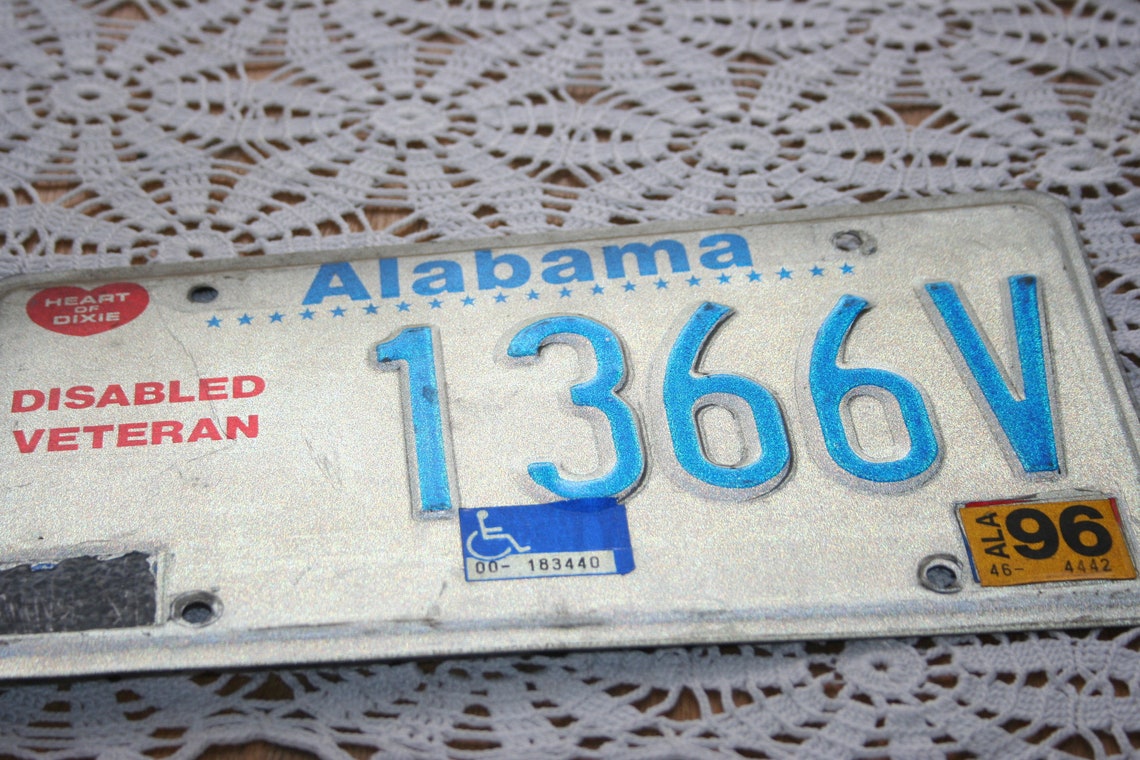 Alabama
HEART
OF
DIXIE
1366V
DISABLED
VETERAN
00- 183440
ALA
96
46- 4442